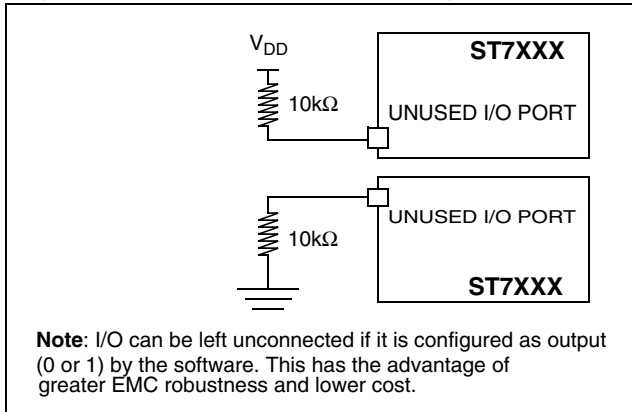 V_DD
ST7XXX
10kΩ
UNUSED I/O PORT
UNUSED I/O PORT
10kΩ
ST7XXX
Note: I/O can be left unconnected if it is configured as output
(0 or 1) by the software. This has the advantage of
greater EMC robustness and lower cost.